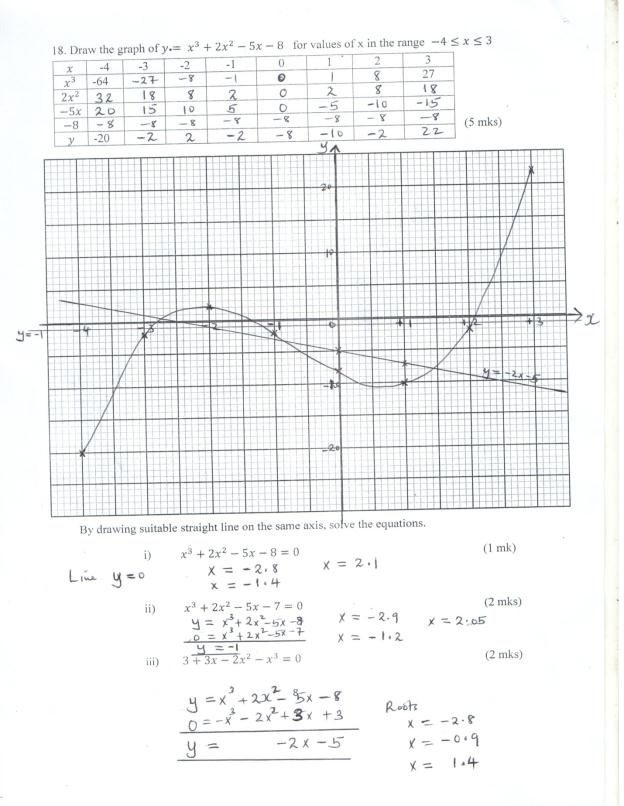 18. Draw the graph of y = x³ + 2x² − 5x − 8 for values of x in the range −4 ≤ x ≤ 3
x -4 -3 -2 -1 0 1 2 3
x³ -64 -27 -8 -1 0 1 8 27
2x² 32 18 8 2 0 2 8 18
−5x 20 15 10 5 0 -5 -10 -15
−8 -8 -8 -8 -8 -8 -8 -8 -8
y -20 -2 2 -2 -8 -10 -2 22
(5 mks)
y
20
10
y=-1 -4 -3 -2 -1 0 +1 +2 +3 x
y = -2x-5
-10
-20
By drawing suitable straight line on the same axis, solve the equations.
i) x³ + 2x² − 5x − 8 = 0 (1 mk)
Line y=0 x = -2.8 x = 2.1
x = -1.4
ii) x³ + 2x² − 5x − 7 = 0 (2 mks)
y = x³ + 2x² -5x -8 x = -2.9 x = 2.05
0 = x³ + 2x² -5x -7 x = -1.2
y = -1
iii) 3 + 3x − 2x² − x³ = 0 (2 mks)
y = x³ + 2x² - 5x - 8
0 = -x³ - 2x² + 3x + 3 Roots
x = -2.8
y = -2x -5 x = -0.9
x = 1.4